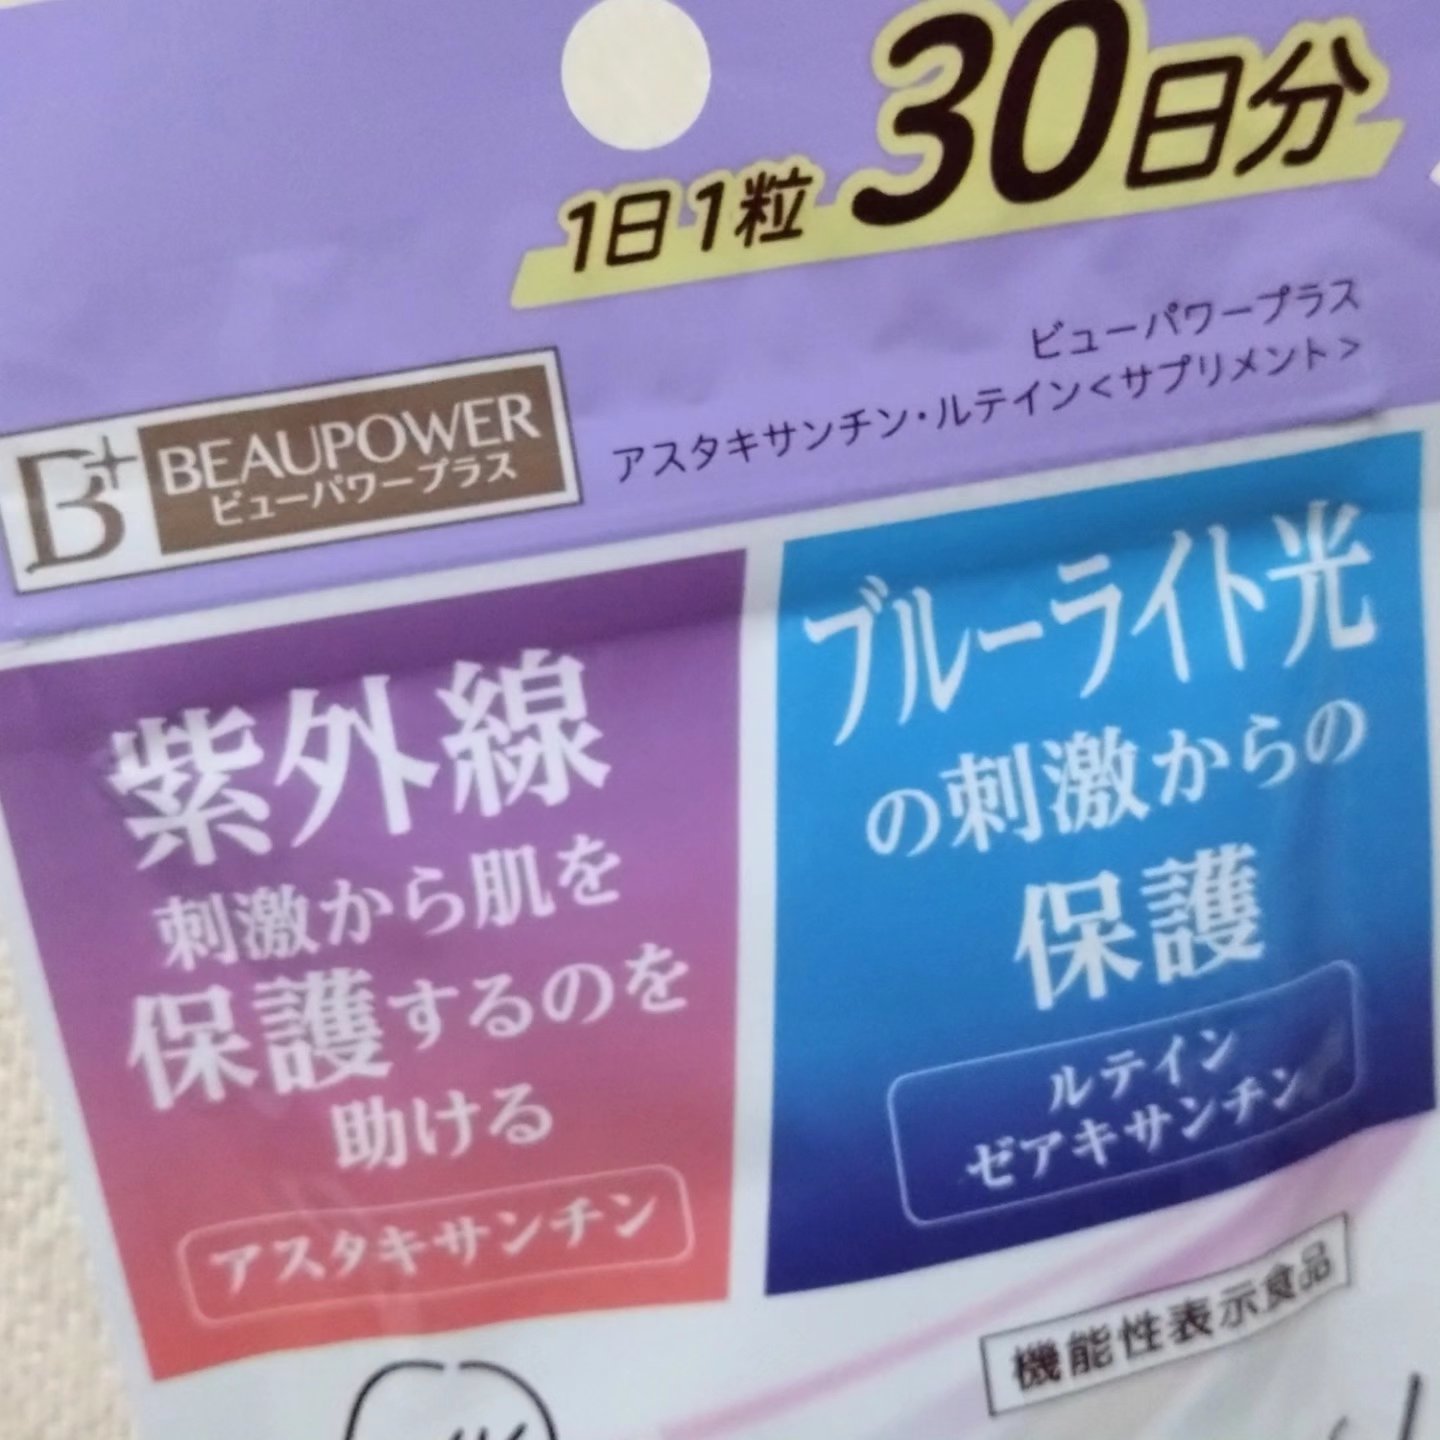 1日1粒 30日分
ビューパワープラス
アスタキサンチン・ルテイン<サプリメント>
B+
BEAUPOWER
ビューパワープラス
紫外線
刺激から肌を
保護するのを
助ける
アスタキサンチン
ブルーライト光
の刺激からの
保護
ルテイン
ゼアキサンチン
機能性表示食品